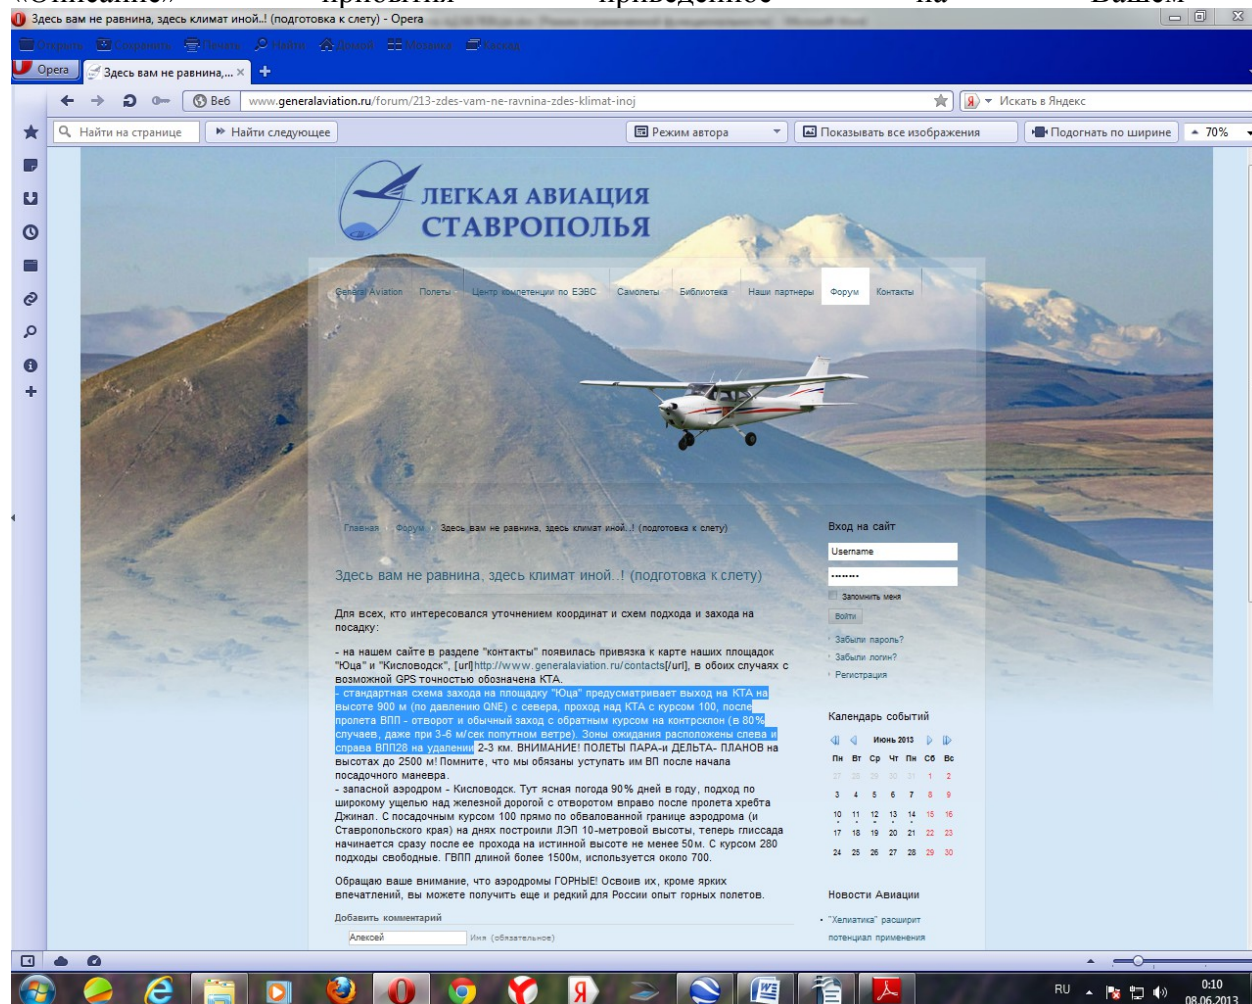 «Описание» прибытия приведенное на Вашем
Здесь вам не равнина, здесь климат иной..! (подготовка к слету) - Opera
Открыть Сохранить Печать Найти Домой Мозаика Каскад
Opera Здесь вам не равнина,... ×
Веб www.generalaviation.ru/forum/213-zdes-vam-ne-ravnina-zdes-klimat-inoj Искать в Яндекс
Найти на странице Найти следующее Режим автора Показывать все изображения Подогнать по ширине 70%
ЛЕГКАЯ АВИАЦИЯ
СТАВРОПОЛЬЯ
General Aviation Полеты Центр компетенции по ЕЭВС Самолеты Библиотека Наши партнеры Форум Контакты
Главная Форум Здесь вам не равнина, здесь климат иной..! (подготовка к слету)
Здесь вам не равнина, здесь климат иной..! (подготовка к слету)
Для всех, кто интересовался уточнением координат и схем подхода и захода на
посадку:
- на нашем сайте в разделе "контакты" появилась привязка к карте наших площадок
"Юца" и "Кисловодск", [url]http://www.generalaviation.ru/contacts[/url], в обоих случаях с
возможной GPS точностью обозначена КТА.
- стандартная схема захода на площадку "Юца" предусматривает выход на КТА на
высоте 900 м (по давлению QNE) с севера, проход над КТА с курсом 100, после
пролета ВПП - отворот и обычный заход с обратным курсом на контрсклон (в 80%
случаев, даже при 3-6 м/сек попутном ветре). Зоны ожидания расположены слева и
справа ВПП28 на удалении 2-3 км. ВНИМАНИЕ! ПОЛЕТЫ ПАРА-и ДЕЛЬТА- ПЛАНОВ на
высотах до 2500 м! Помните, что мы обязаны уступать им ВП после начала
посадочного маневра.
- запасной аэродром - Кисловодск. Тут ясная погода 90% дней в году, подход по
широкому ущелью над железной дорогой с отворотом вправо после пролета хребта
Джинал. С посадочным курсом 100 прямо по обвалованной границе аэродрома (и
Ставропольского края) на днях построили ЛЭП 10-метровой высоты, теперь глиссада
начинается сразу после ее прохода на истинной высоте не менее 50м. С курсом 280
подходы свободные. ГВПП длиной более 1500м, используется около 700.
Обращаю ваше внимание, что аэродромы ГОРНЫЕ! Освоив их, кроме ярких
впечатлений, вы можете получить еще и редкий для России опыт горных полетов.
Добавить комментарий
Алексей Имя (обязательное)
Вход на сайт
Username
Запомнить меня
Войти
Забыли пароль?
Забыли логин?
Регистрация
Календарь событий
Июнь 2013
Пн Вт Ср Чт Пн Сб Вс
27 28 29 30 31 1 2
3 4 5 6 7 8 9
10 11 12 13 14 15 16
17 18 19 20 21 22 23
24 25 26 27 28 29 30
Новости Авиации
"Хелиатика" расширит
потенциал применения
RU 0:10
08.06.2013